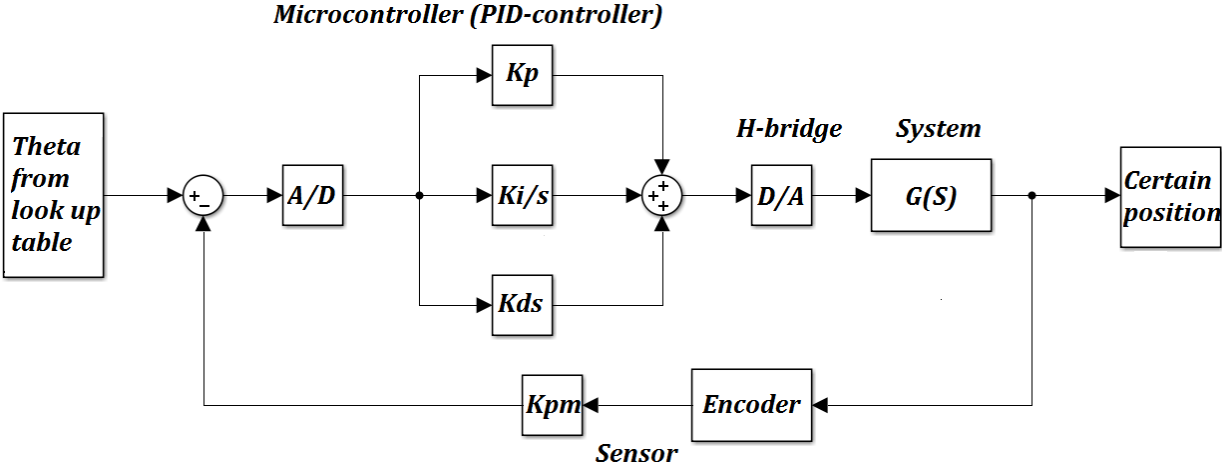 Microcontroller (PID-controller)
Kp
H-bridge
System
Theta
from
look up
table
+
−
A/D
Ki/s
+
+
+
D/A
G(S)
Certain
position
Kds
Kpm
Encoder
Sensor